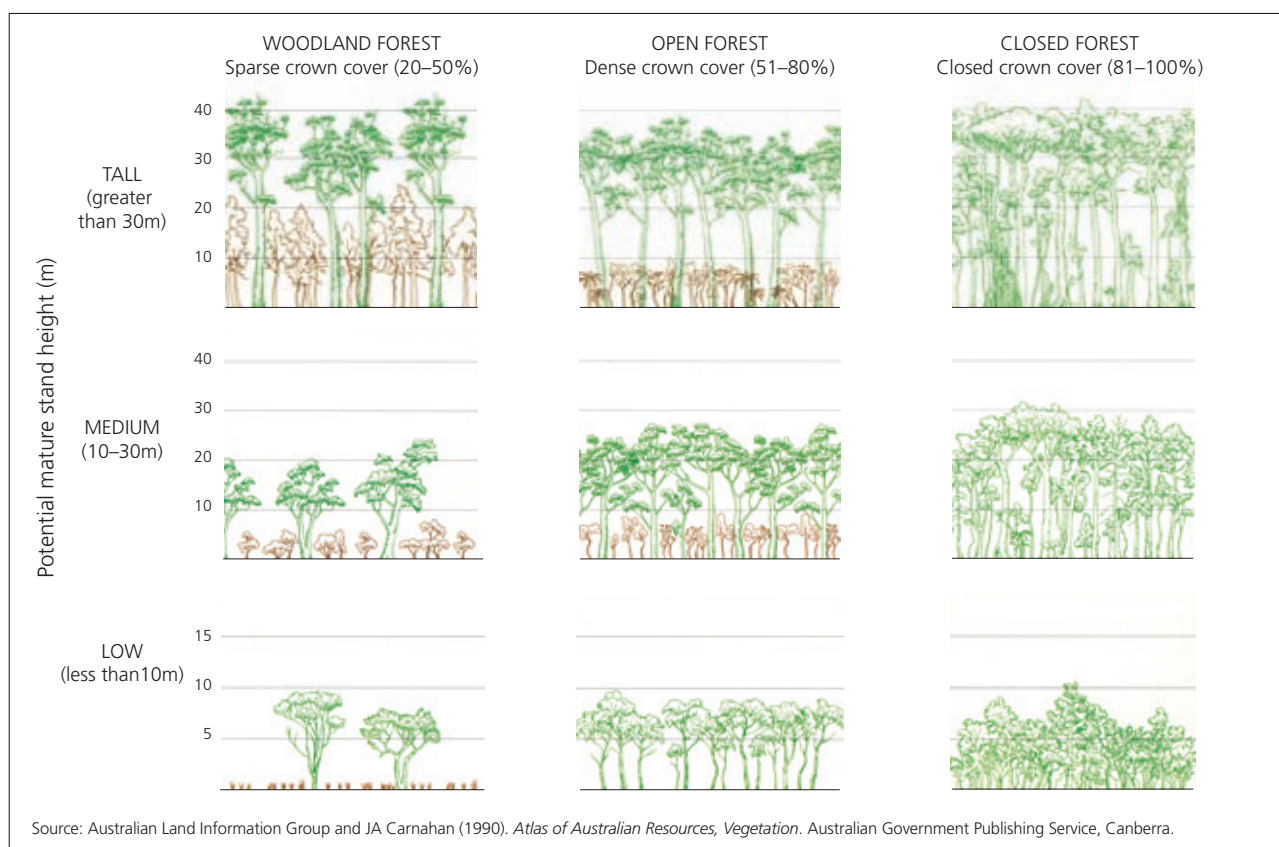 WOODLAND FOREST
Sparse crown cover (20–50%)
OPEN FOREST
Dense crown cover (51–80%)
CLOSED FOREST
Closed crown cover (81–100%)
Potential mature stand height (m)
TALL
(greater
than 30m)
40
30
20
10
MEDIUM
(10–30m)
40
30
20
10
LOW
(less than10m)
15
10
5
Source: Australian Land Information Group and JA Carnahan (1990). Atlas of Australian Resources, Vegetation. Australian Government Publishing Service, Canberra.